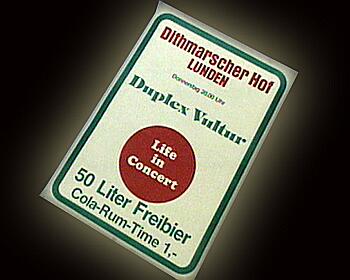 Dithmarscher Hof
LUNDEN
Donnerstag 20.00 Uhr
Duplex Vultur
Life
in
Concert
50 Liter Freibier
Cola-Rum-Time 1,-